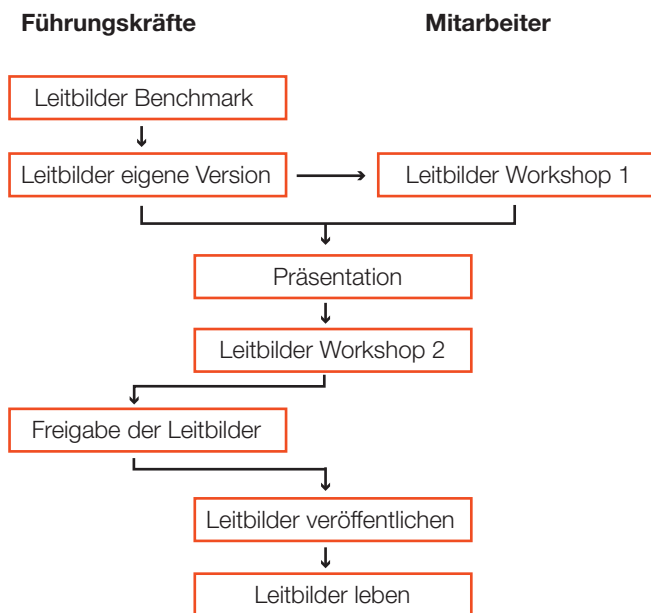 Führungskräfte
Mitarbeiter
Leitbilder Benchmark
Leitbilder eigene Version
Leitbilder Workshop 1
Präsentation
Leitbilder Workshop 2
Freigabe der Leitbilder
Leitbilder veröffentlichen
Leitbilder leben